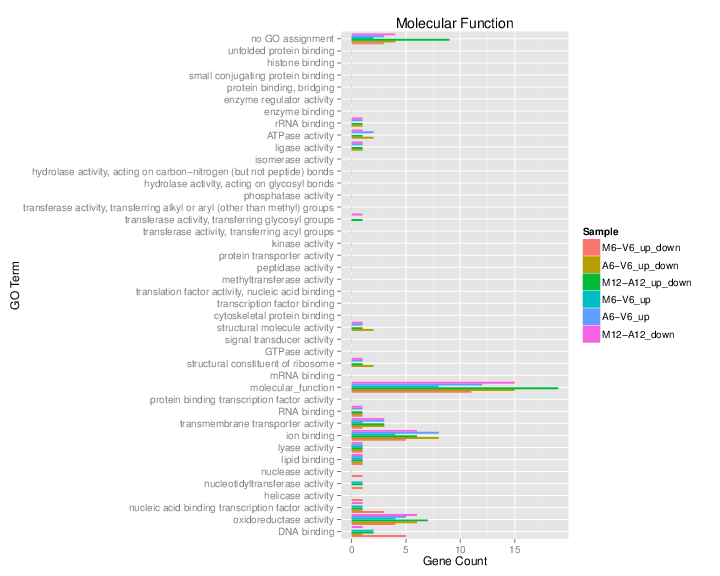 Molecular Function
no GO assignment
unfolded protein binding
histone binding
small conjugating protein binding
protein binding, bridging
enzyme regulator activity
enzyme binding
rRNA binding
ATPase activity
ligase activity
isomerase activity
hydrolase activity, acting on carbon−nitrogen (but not peptide) bonds
hydrolase activity, acting on glycosyl bonds
phosphatase activity
transferase activity, transferring alkyl or aryl (other than methyl) groups
transferase activity, transferring glycosyl groups
transferase activity, transferring acyl groups
kinase activity
protein transporter activity
peptidase activity
methyltransferase activity
translation factor activity, nucleic acid binding
transcription factor binding
cytoskeletal protein binding
structural molecule activity
signal transducer activity
GTPase activity
structural constituent of ribosome
mRNA binding
molecular_function
protein binding transcription factor activity
RNA binding
transmembrane transporter activity
ion binding
lyase activity
lipid binding
nuclease activity
nucleotidyltransferase activity
helicase activity
nucleic acid binding transcription factor activity
oxidoreductase activity
DNA binding
GO Term
0 5 10 15
Gene Count
Sample
M6−V6_up_down
A6−V6_up_down
M12−A12_up_down
M6−V6_up
A6−V6_up
M12−A12_down